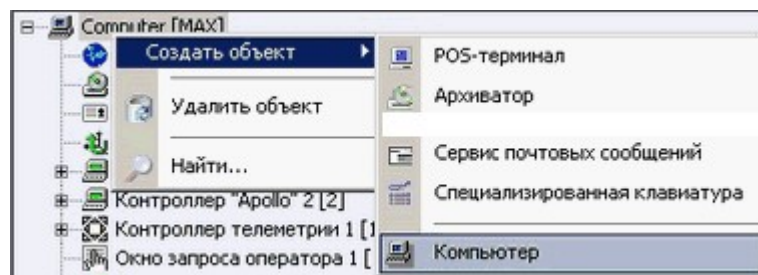 Computer [MAX]
Создать объект
Удалить объект
Найти...
Контроллер "Apollo" 2 [2]
Контроллер телеметрии 1 [1
Окно запроса оператора 1 [
POS-терминал
Архиватор
Сервис почтовых сообщений
Специализированная клавиатура
Компьютер